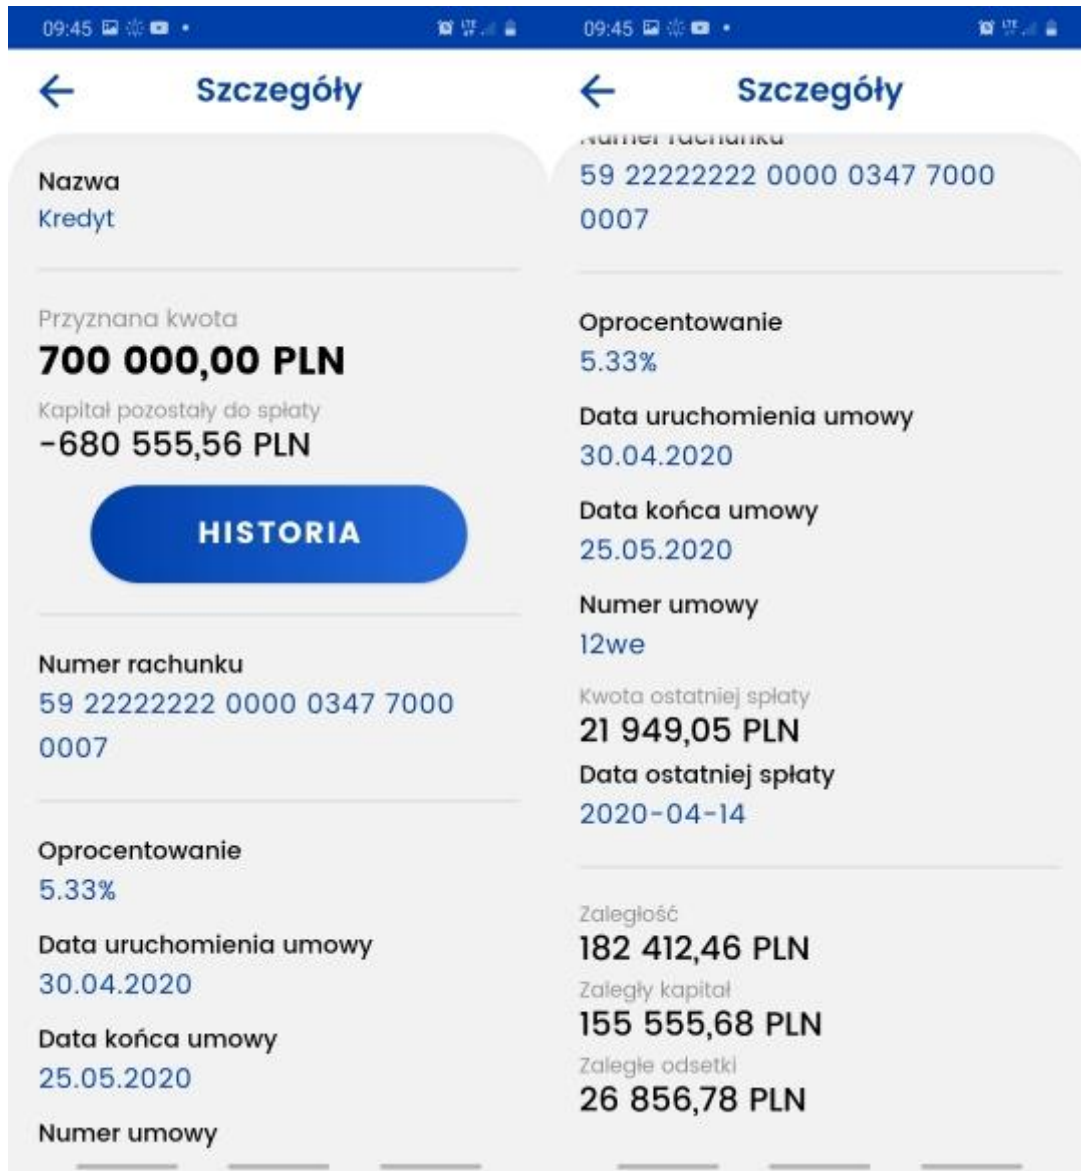 09:45
Szczegóły
Nazwa
Kredyt
Przyznana kwota
700 000,00 PLN
Kapitał pozostały do spłaty
-680 555,56 PLN
HISTORIA
Numer rachunku
59 22222222 0000 0347 7000
0007
Oprocentowanie
5.33%
Data uruchomienia umowy
30.04.2020
Data końca umowy
25.05.2020
Numer umowy
09:45
Szczegóły
Numer rachunku
59 22222222 0000 0347 7000
0007
Oprocentowanie
5.33%
Data uruchomienia umowy
30.04.2020
Data końca umowy
25.05.2020
Numer umowy
12we
Kwota ostatniej spłaty
21 949,05 PLN
Data ostatniej spłaty
2020-04-14
Zaległość
182 412,46 PLN
Zaległy kapitał
155 555,68 PLN
Zaległe odsetki
26 856,78 PLN